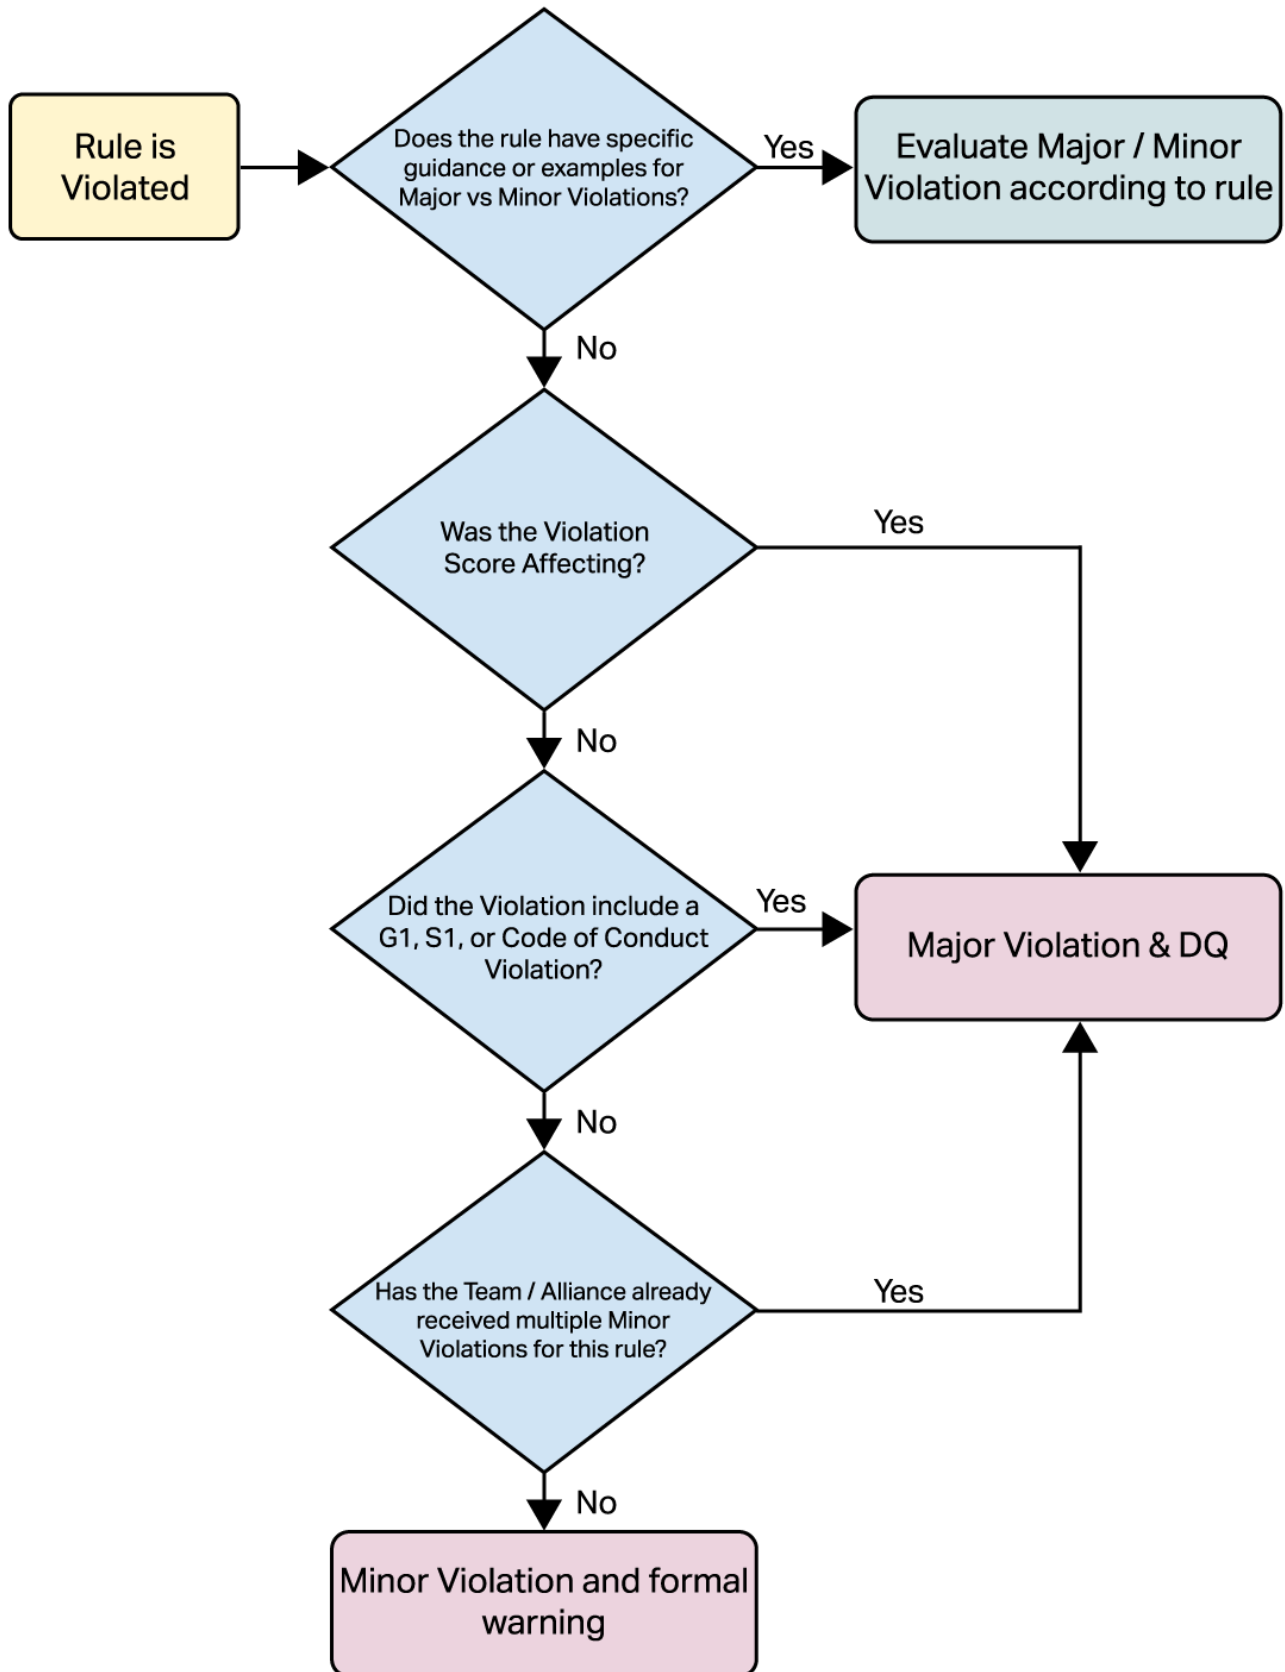 Rule is
Violated
Does the rule have specific
guidance or examples for
Major vs Minor Violations?
Yes
Evaluate Major / Minor
Violation according to rule
No
Was the Violation
Score Affecting?
Yes
No
Did the Violation include a
G1, S1, or Code of Conduct
Violation?
Yes
Major Violation & DQ
No
Has the Team / Alliance already
received multiple Minor
Violations for this rule?
Yes
No
Minor Violation and formal
warning